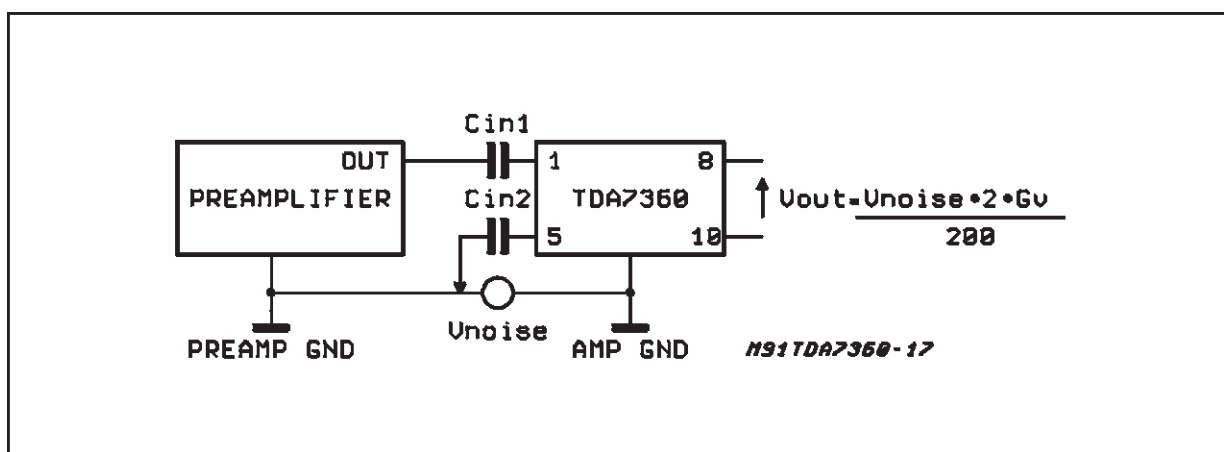 Cin1
OUT
PREAMPLIFIER
Cin2
1
8
TDA7360
5
10
Vout=Vnoise*2*Gv
200
Vnoise
PREAMP GND
AMP GND
M91TDA7360-17